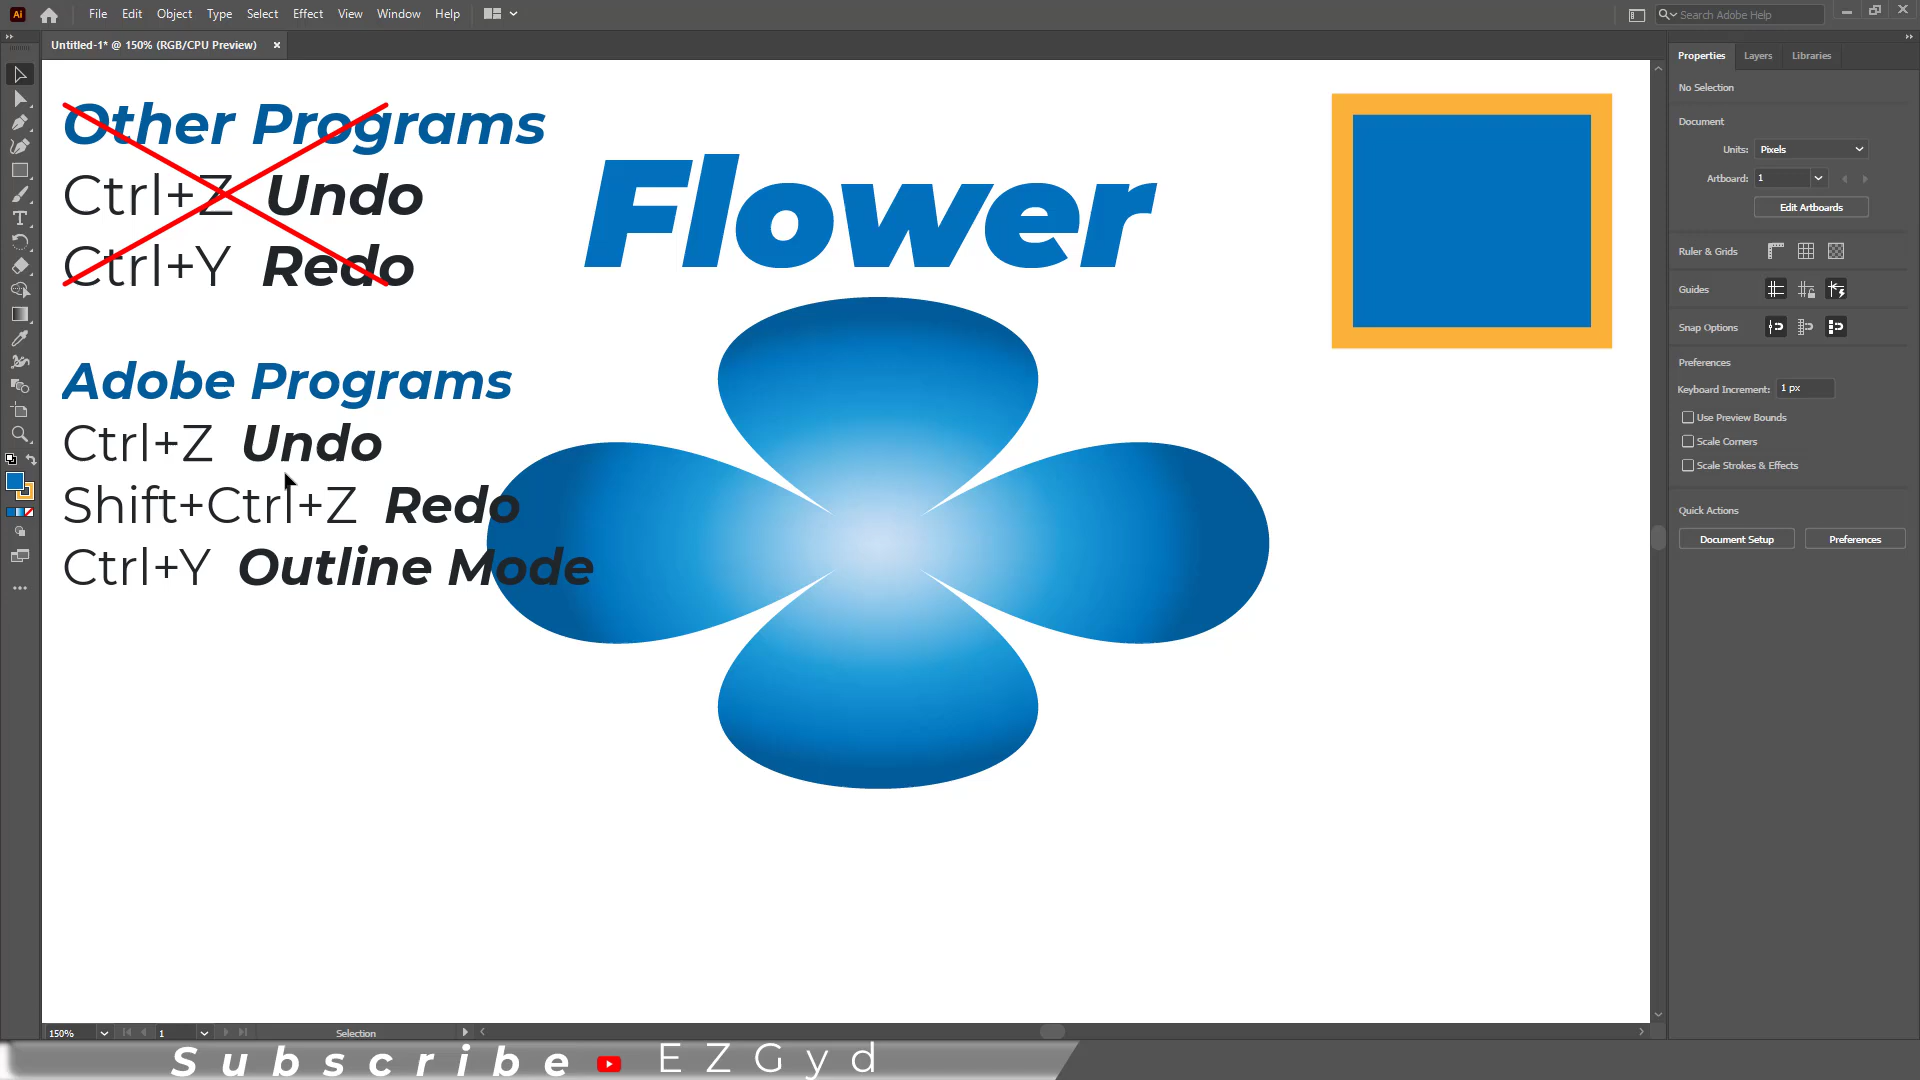 Ai
File Edit Object Type Select Effect View Window Help
Search Adobe Help
Untitled-1* @ 150% (RGB/CPU Preview) ×
Other Programs
Ctrl+Z Undo
Ctrl+Y Redo
Flower
Adobe Programs
Ctrl+Z Undo
Shift+Ctrl+Z Redo
Ctrl+Y Outline Mode
Properties Layers Libraries
No Selection
Document
Units: Pixels
Artboard: 1
Edit Artboards
Ruler & Grids
Guides
Snap Options
Preferences
Keyboard Increment: 1 px
Use Preview Bounds
Scale Corners
Scale Strokes & Effects
Quick Actions
Document Setup Preferences
150% 1 Selection
Subscribe EZGyd